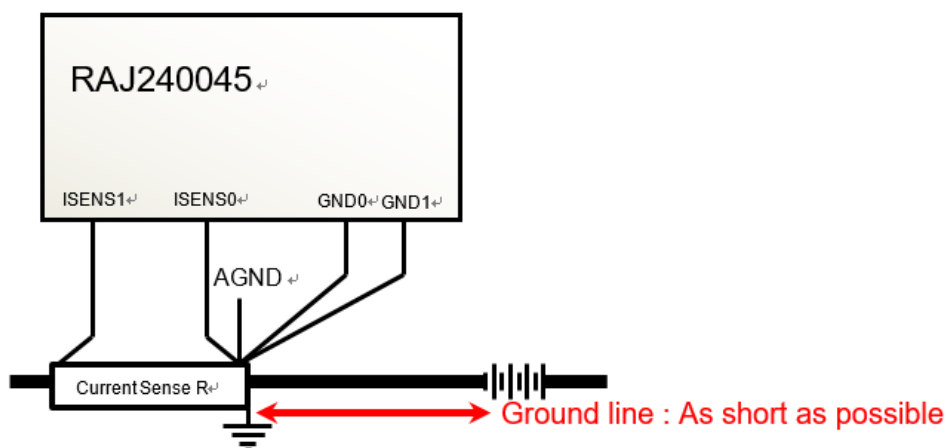 RAJ240045
ISENS1 ISENS0 GND0 GND1
AGND
Current Sense R
Ground line : As short as possible